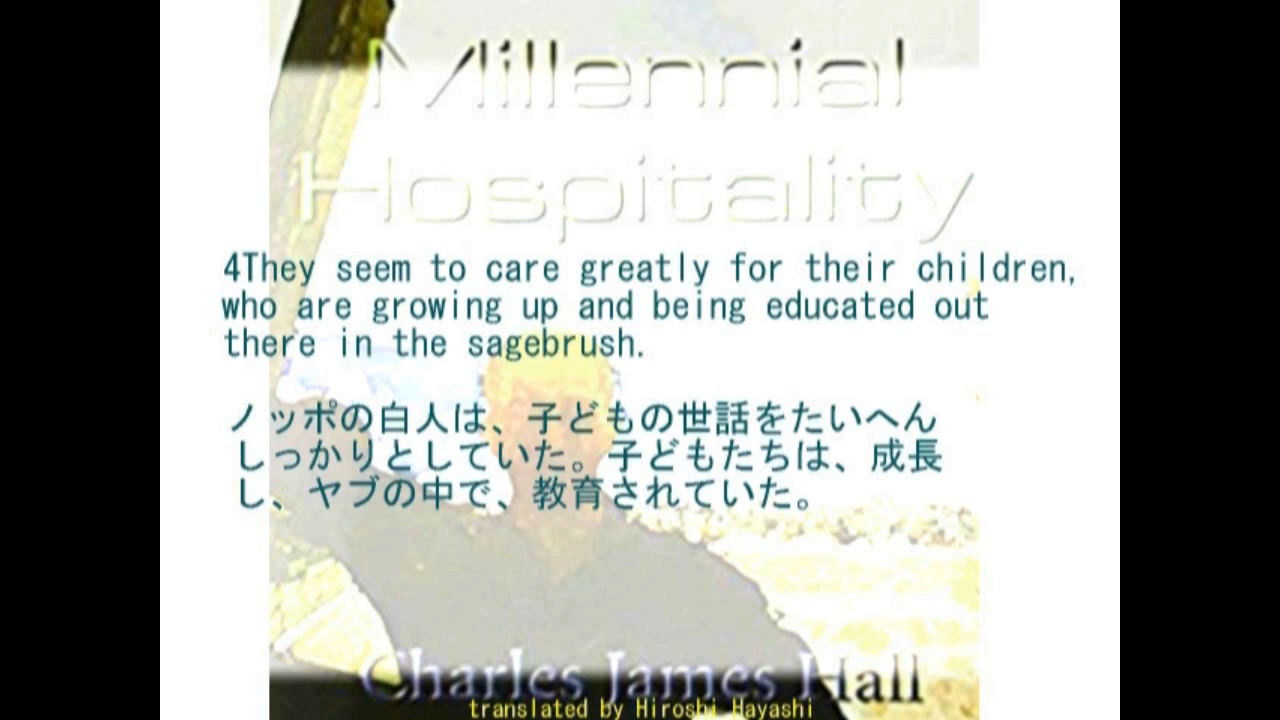 Millennial
Hospitality
4They seem to care greatly for their children,
who are growing up and being educated out
there in the sagebrush.
ノッポの白人は、子どもの世話をたいへん
しっかりとしていた。子どもたちは、成長
し、ヤブの中で、教育されていた。
Charles James Hall
translated by Hiroshi Hayashi